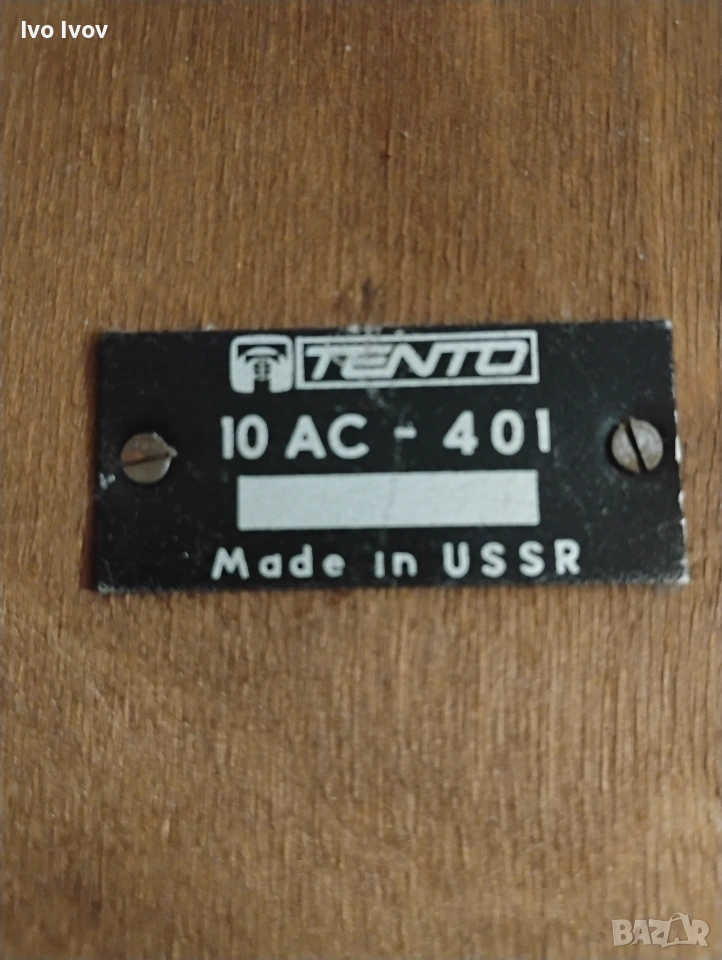 Ivo Ivov
TENTO
10 AC - 401
Made in USSR
BAZAR